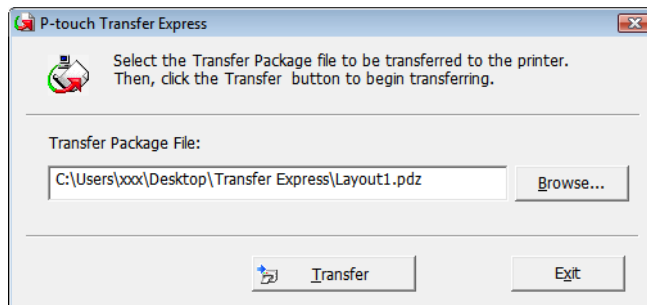 P-touch Transfer Express
Select the Transfer Package file to be transferred to the printer.
Then, click the Transfer button to begin transferring.
Transfer Package File:
C:\Users\xxx\Desktop\Transfer Express\Layout1.pdz
Browse...
Transfer
Exit